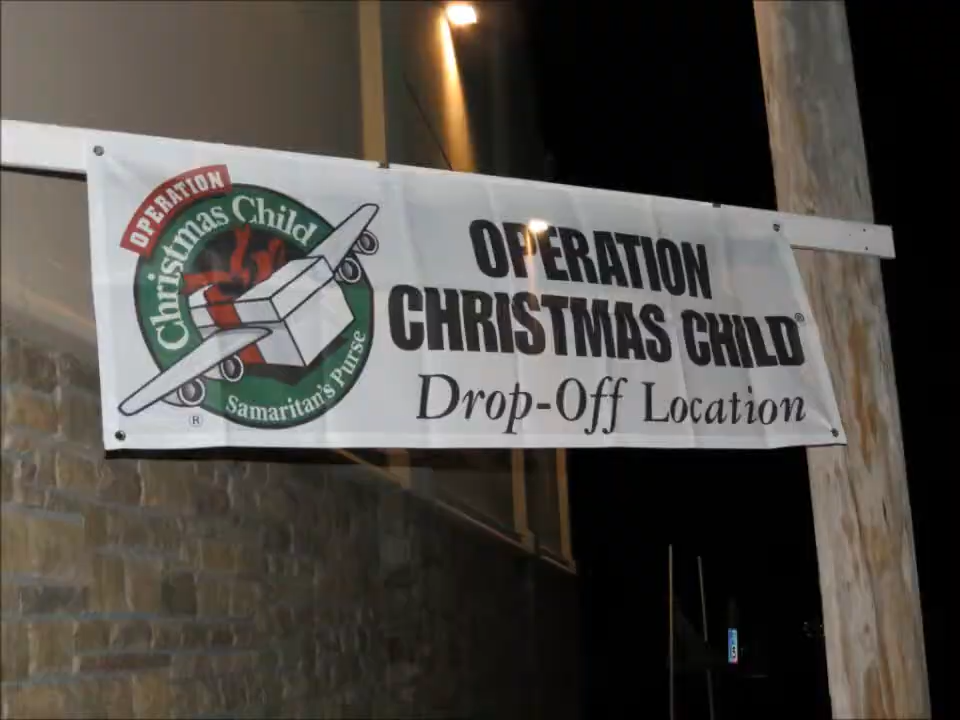 OPERATION
Christmas Child
Samaritan's Purse
®
OPERATION
CHRISTMAS CHILD®
Drop-Off Location